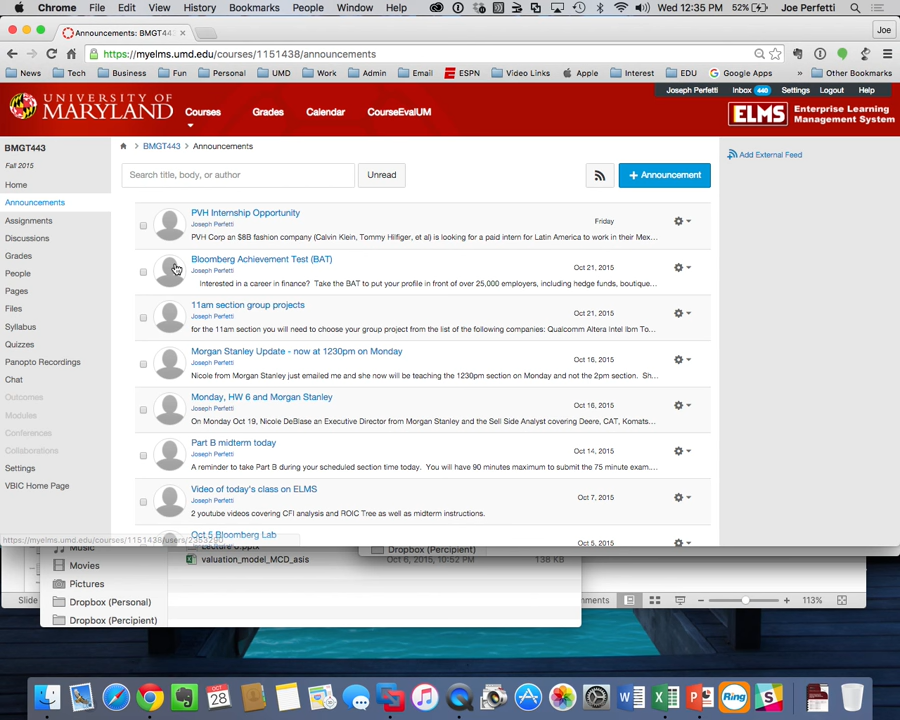 Chrome File Edit View History Bookmarks People Window Help Wed 12:35 PM 52% Joe Perfetti
Announcements: BMGT44 Joe
https://myelms.umd.edu/courses/1151438/announcements
News Tech Business Fun Personal UMD Work Admin Email ESPN Video Links Apple Interest EDU Google Apps » Other Bookmarks
Joseph Perfetti Inbox 440 Settings Logout Help
UNIVERSITY OF
MARYLAND
Courses Grades Calendar CourseEvalUM
ELMS Enterprise Learning
Management System
BMGT443
Fall 2015
Home
Announcements
Assignments
Discussions
Grades
People
Pages
Files
Syllabus
Quizzes
Panopto Recordings
Chat
Outcomes
Modules
Conferences
Collaborations
Settings
VBIC Home Page
BMGT443 Announcements
Search title, body, or author Unread + Announcement
Add External Feed
PVH Internship Opportunity
Joseph Perfetti Friday
PVH Corp an $8B fashion company (Calvin Klein, Tommy Hilfiger, et al) is looking for a paid intern for Latin America to work in their Mex...
Bloomberg Achievement Test (BAT)
Joseph Perfetti Oct 21, 2015
Interested in a career in finance? Take the BAT to put your profile in front of over 25,000 employers, including hedge funds, boutique...
11am section group projects
Joseph Perfetti Oct 21, 2015
for the 11am section you will need to choose your group project from the list of the following companies: Qualcomm Altera Intel Ibm To...
Morgan Stanley Update - now at 1230pm on Monday
Joseph Perfetti Oct 16, 2015
Nicole from Morgan Stanley just emailed me and she now will be teaching the 1230pm section on Monday and not the 2pm section. Sh...
Monday, HW 6 and Morgan Stanley
Joseph Perfetti Oct 16, 2015
On Monday Oct 19, Nicole DeBlase an Executive Director from Morgan Stanley and the Sell Side Analyst covering Deere, CAT, Komats...
Part B midterm today
Joseph Perfetti Oct 14, 2015
A reminder to take Part B during your scheduled section time today. You will have 90 minutes maximum to submit the 75 minute exam....
Video of today's class on ELMS
Joseph Perfetti Oct 7, 2015
2 youtube videos covering CFI analysis and ROIC Tree as well as midterm instructions.
Oct 5 Bloomberg Lab
Oct 5, 2015
https://myelms.umd.edu/courses/1151438/users/2353290
Music Lecture 6.pptx Dropbox (Percipient)
Movies valuation_model_MCD_asis Oct 6, 2015, 10:52 PM 138 KB
Pictures
Slide 113%
Dropbox (Personal)
Dropbox (Percipient)
OCT
28
Ring